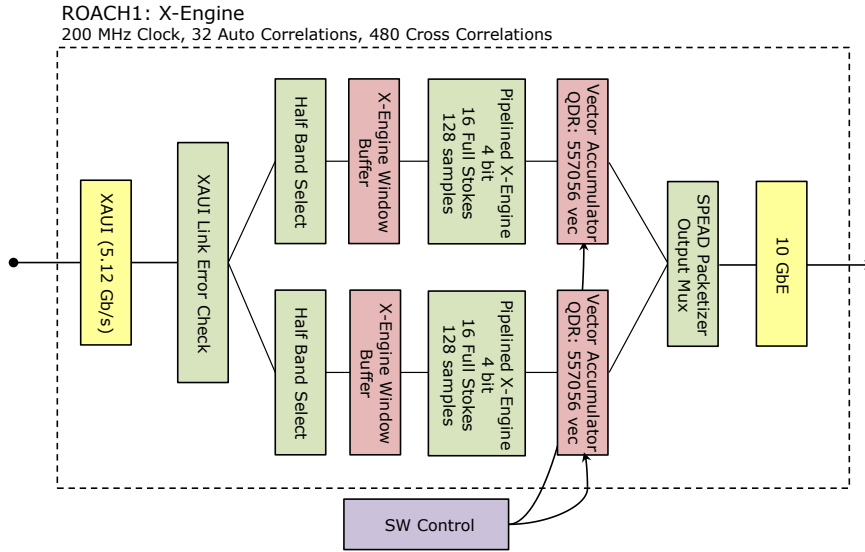 ROACH1: X-Engine
200 MHz Clock, 32 Auto Correlations, 480 Cross Correlations
XAUI (5.12 Gb/s)
XAUI Link Error Check
Half Band Select
X-Engine Window
Buffer
Pipelined X-Engine
4 bit
16 Full Stokes
128 samples
Vector Accumulator
QDR: 557056 vec
Half Band Select
X-Engine Window
Buffer
Pipelined X-Engine
4 bit
16 Full Stokes
128 samples
Vector Accumulator
QDR: 557056 vec
SPEAD Packetizer
Output Mux
10 GbE
SW Control